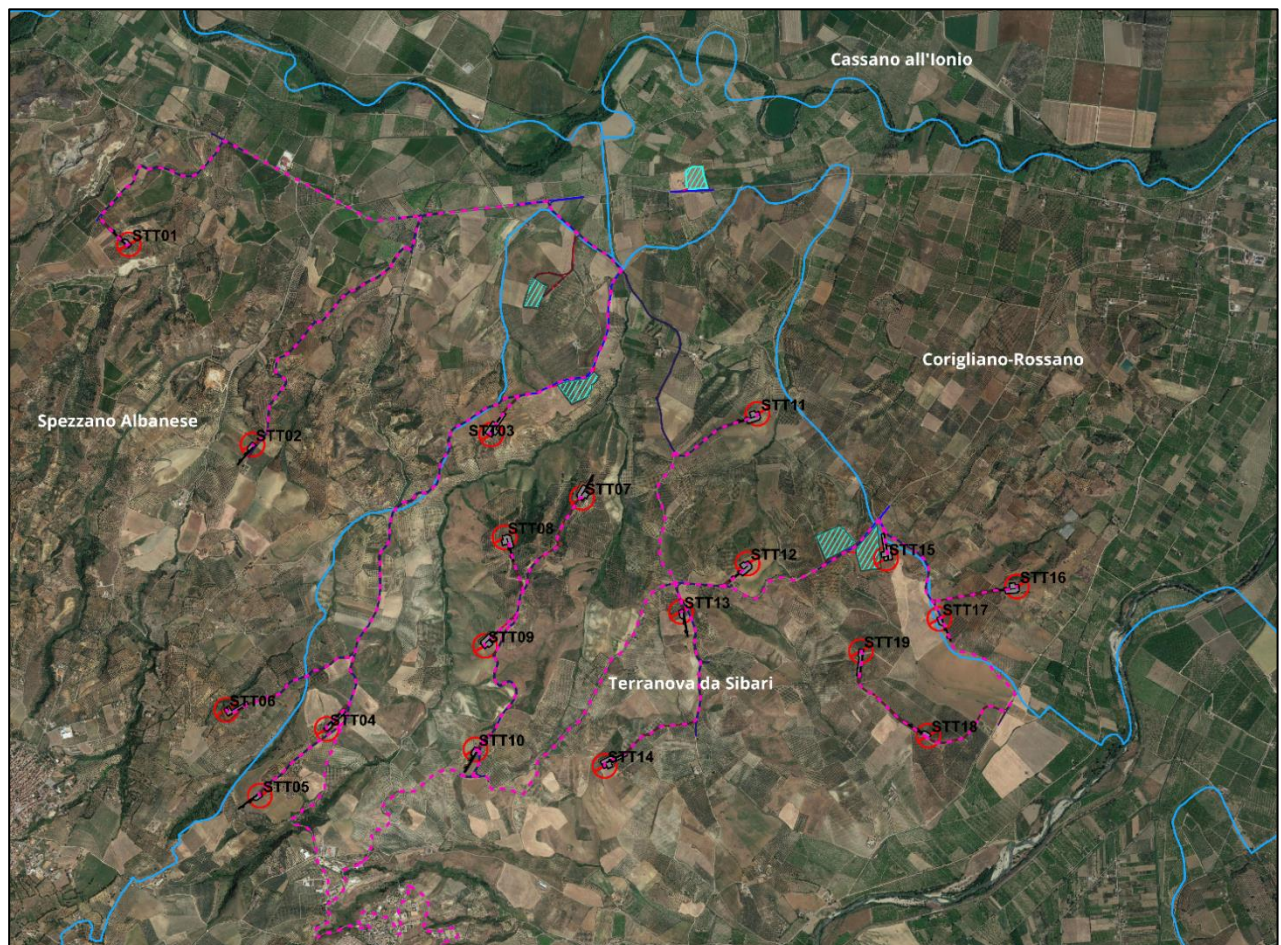 Cassano all'Ionio
STT01
Corigliano-Rossano
Spezzano Albanese
STT11
STT03
STT02
STT07
STT08
STT12
STT15
STT16
STT13
STT17
STT09
STT19
Terranova da Sibari
STT06
STT04
STT18
STT10
STT14
STT05